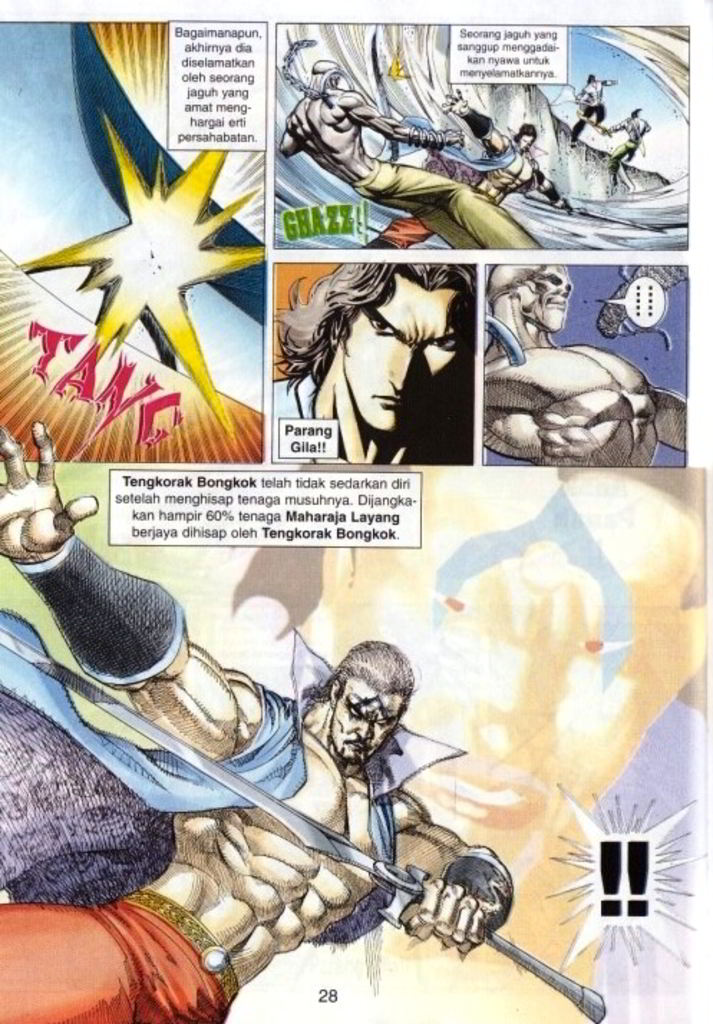 Bagaimanapun,
akhirnya dia
diselamatkan
oleh seorang
jaguh yang
amat meng-
hargai erti
persahabatan.
Seorang jaguh yang
sanggup menggadai-
kan nyawa untuk
menyelamatkannya.
GHAZZ!!
TANG
Parang
Gila!!
Tengkorak Bongkok telah tidak sedarkan diri
setelah menghisap tenaga musuhnya. Dijangka-
kan hampir 60% tenaga Maharaja Layang
berjaya dihisap oleh Tengkorak Bongkok.
!!
28